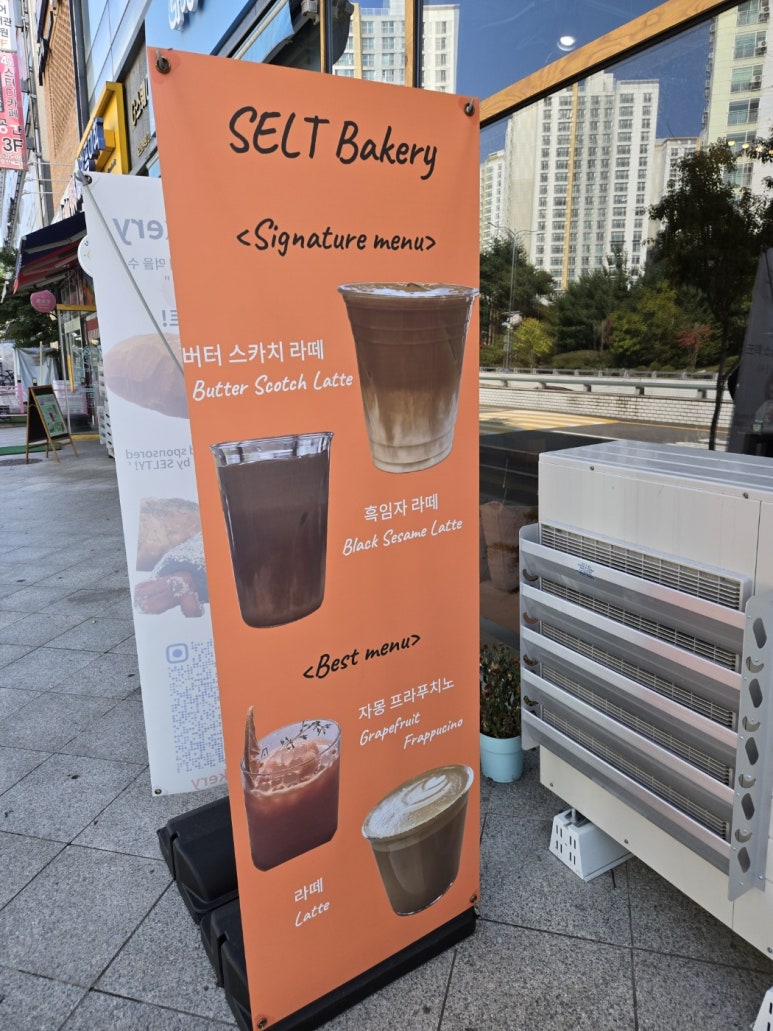 SELT Bakery
<Signature menu>
버터 스카치 라떼
Butter Scotch Latte
흑임자 라떼
Black Sesame Latte
<Best menu>
자몽 프라푸치노
Grapefruit
Frappucino
라떼
Latte
3F